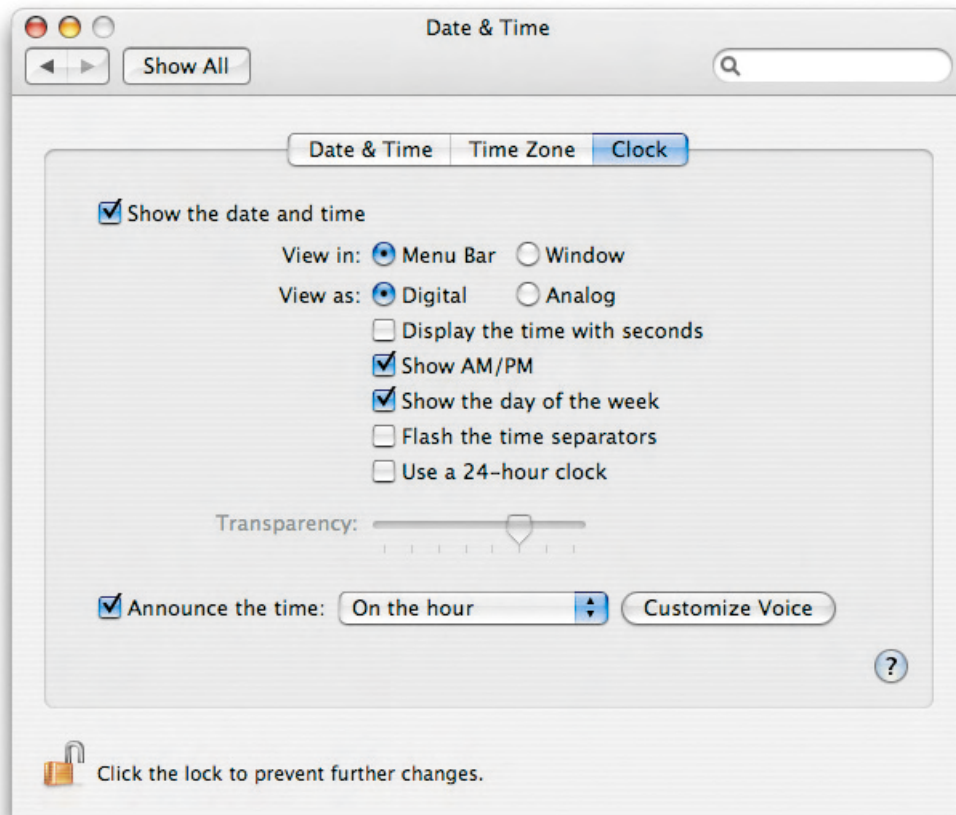 Date & Time
Show All
Date & Time Time Zone Clock
Show the date and time
View in: Menu Bar Window
View as: Digital Analog
Display the time with seconds
Show AM/PM
Show the day of the week
Flash the time separators
Use a 24-hour clock
Transparency:
Announce the time: On the hour Customize Voice
?
Click the lock to prevent further changes.